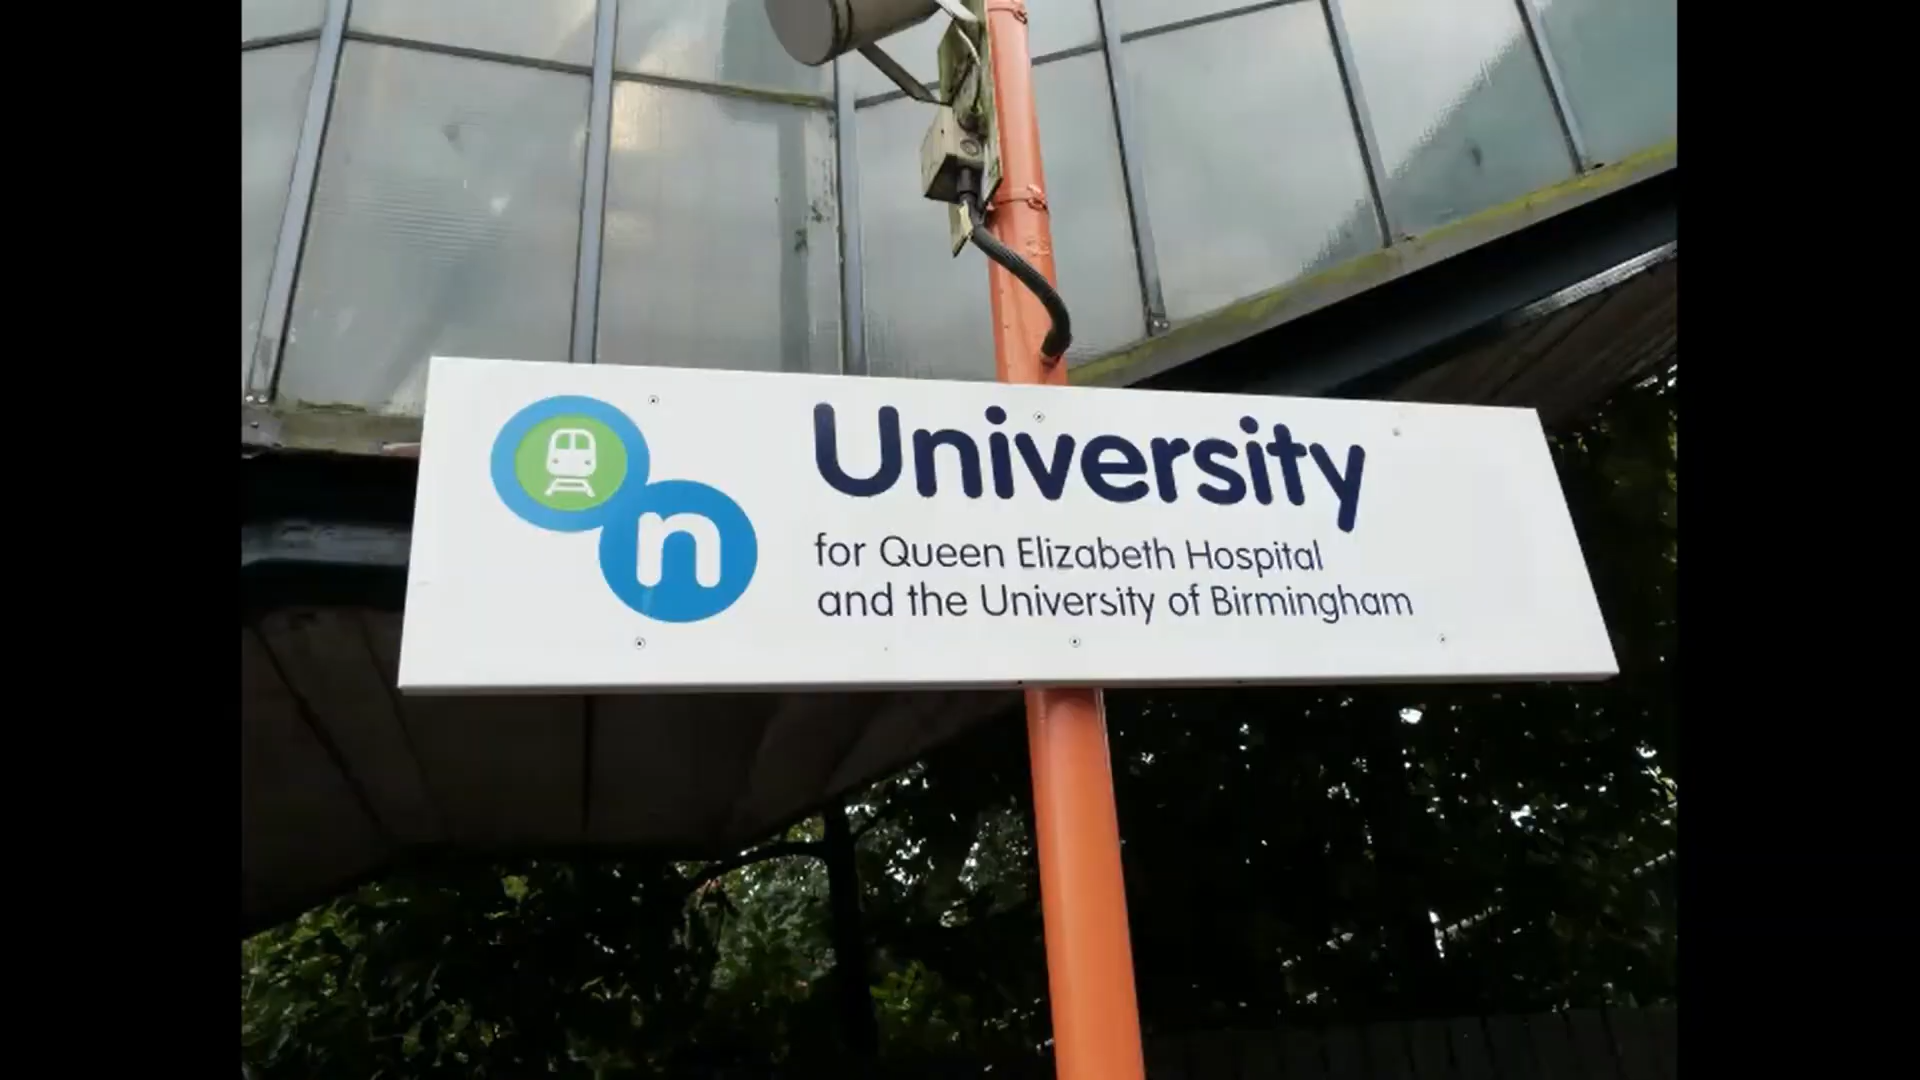 n
University
for Queen Elizabeth Hospital
and the University of Birmingham